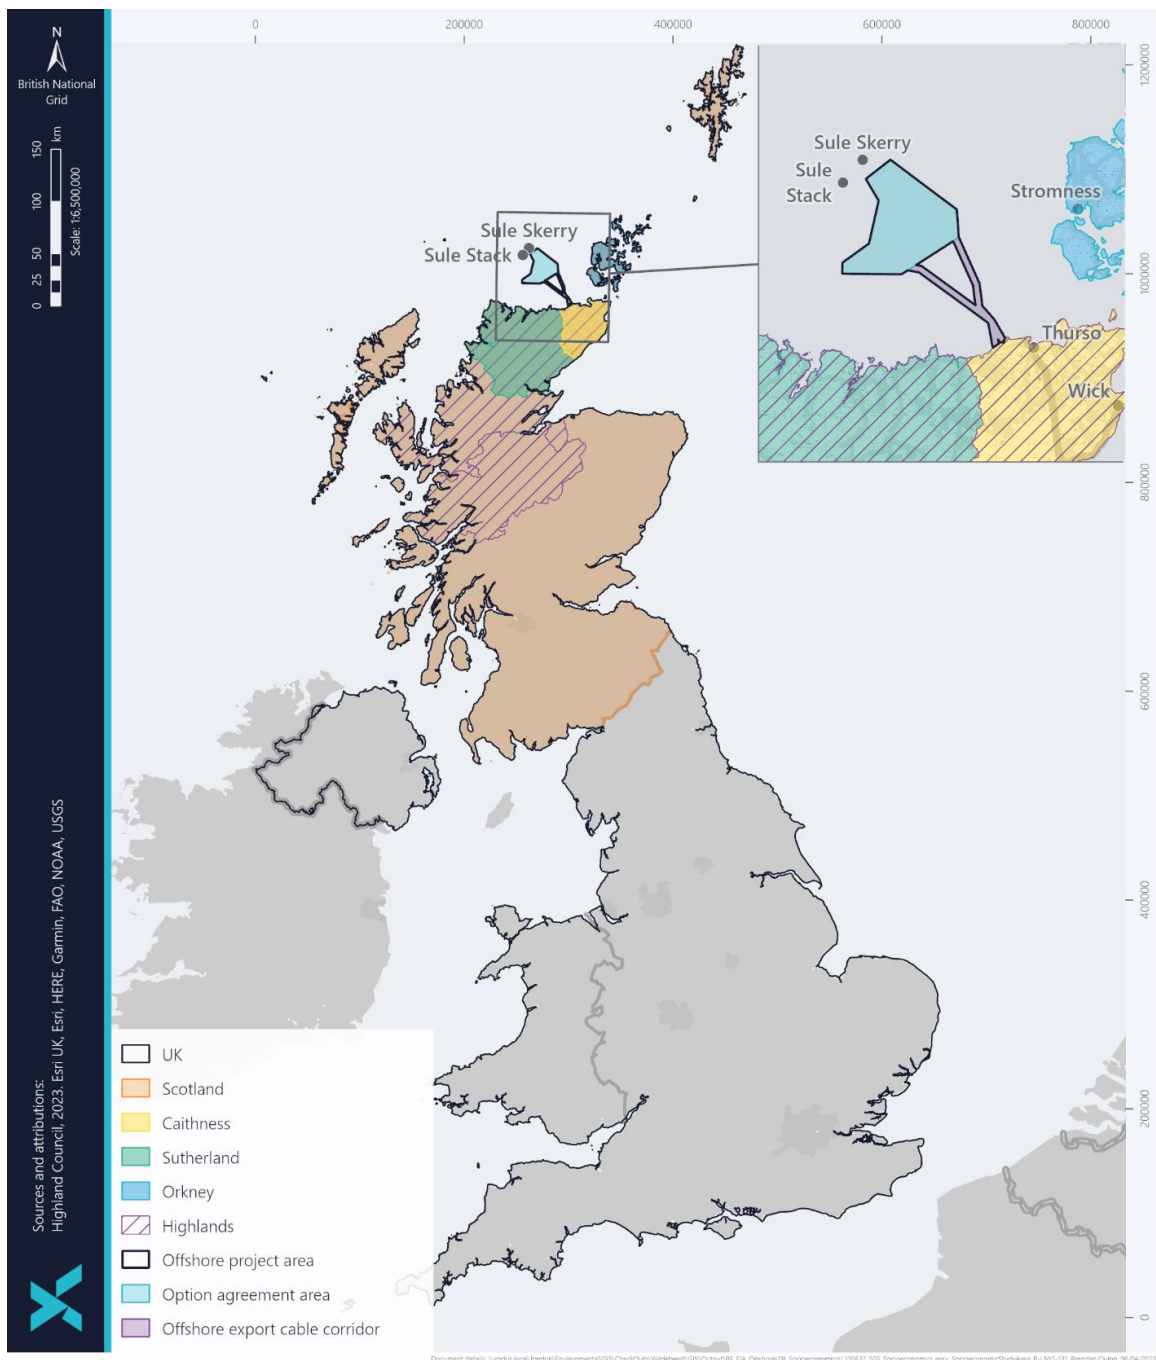 N
British National
Grid
0 25 50 100 150
km
Scale: 1:6,500,000
Sources and attributions:
Highland Council, 2023. Esri UK, Esri, HERE, Garmin, FAO, NOAA, USGS
0 200000 400000 600000 800000
1200000
1000000
800000
600000
400000
200000
0
Sule Skerry
Sule Stack
Sule Skerry
Sule
Stack
Stromness
Thurso
Wick
UK
Scotland
Caithness
Sutherland
Orkney
Highlands
Offshore project area
Option agreement area
Offshore export cable corridor